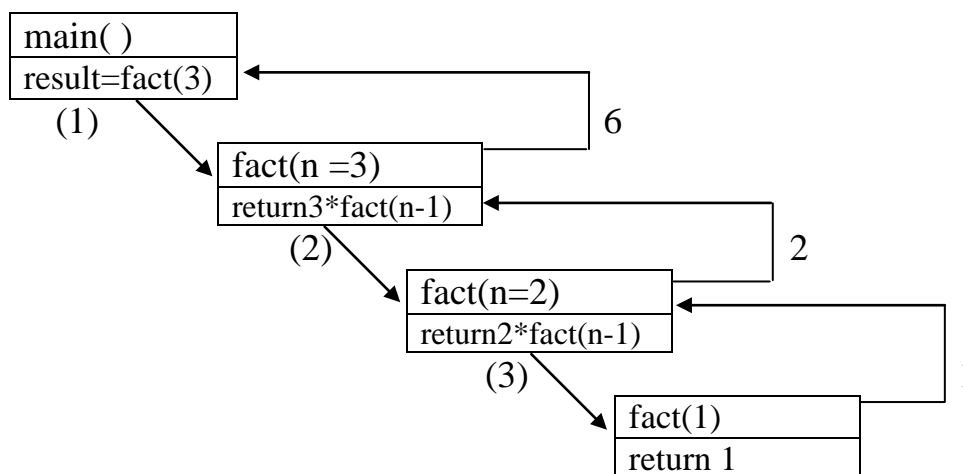 main( )
result=fact(3)
(1)
6
fact(n =3)
return3*fact(n-1)
(2)
2
fact(n=2)
return2*fact(n-1)
(3)
fact(1)
return 1